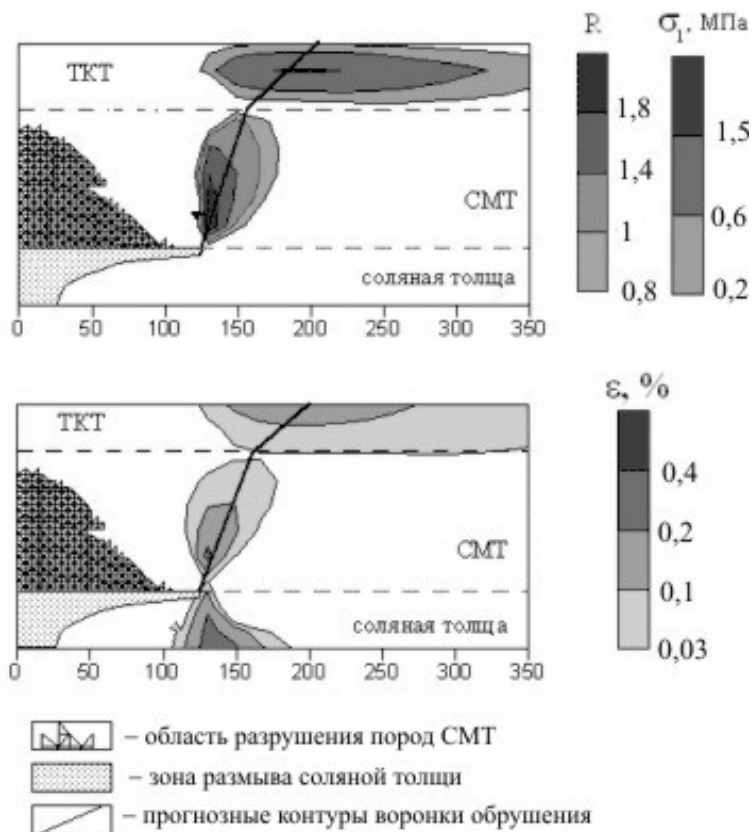 R σ₁, МПа
ТКТ
1,8
1,5
1,4
СМТ
0,6
1
соляная толща
0,8
0,2
0 50 100 150 200 250 300 350
ε, %
ТКТ
0,4
0,2
СМТ
0,1
соляная толща
0,03
0 50 100 150 200 250 300 350
– область разрушения пород СМТ
– зона размыва соляной толщи
– прогнозные контуры воронки обрушения